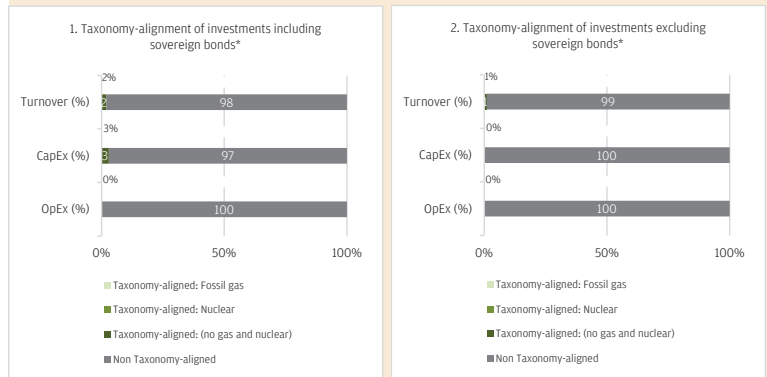 1. Taxonomy-alignment of investments including
sovereign bonds*
2%
Turnover (%)
2
98
3%
CapEx (%)
3
97
0%
OpEx (%)
100
0%
50%
100%
Taxonomy-aligned: Fossil gas
Taxonomy-aligned: Nuclear
Taxonomy-aligned: (no gas and nuclear)
Non Taxonomy-aligned
2. Taxonomy-alignment of investments excluding
sovereign bonds*
1%
Turnover (%)
1
99
0%
CapEx (%)
100
0%
OpEx (%)
100
0%
50%
100%
Taxonomy-aligned: Fossil gas
Taxonomy-aligned: Nuclear
Taxonomy-aligned: (no gas and nuclear)
Non Taxonomy-aligned